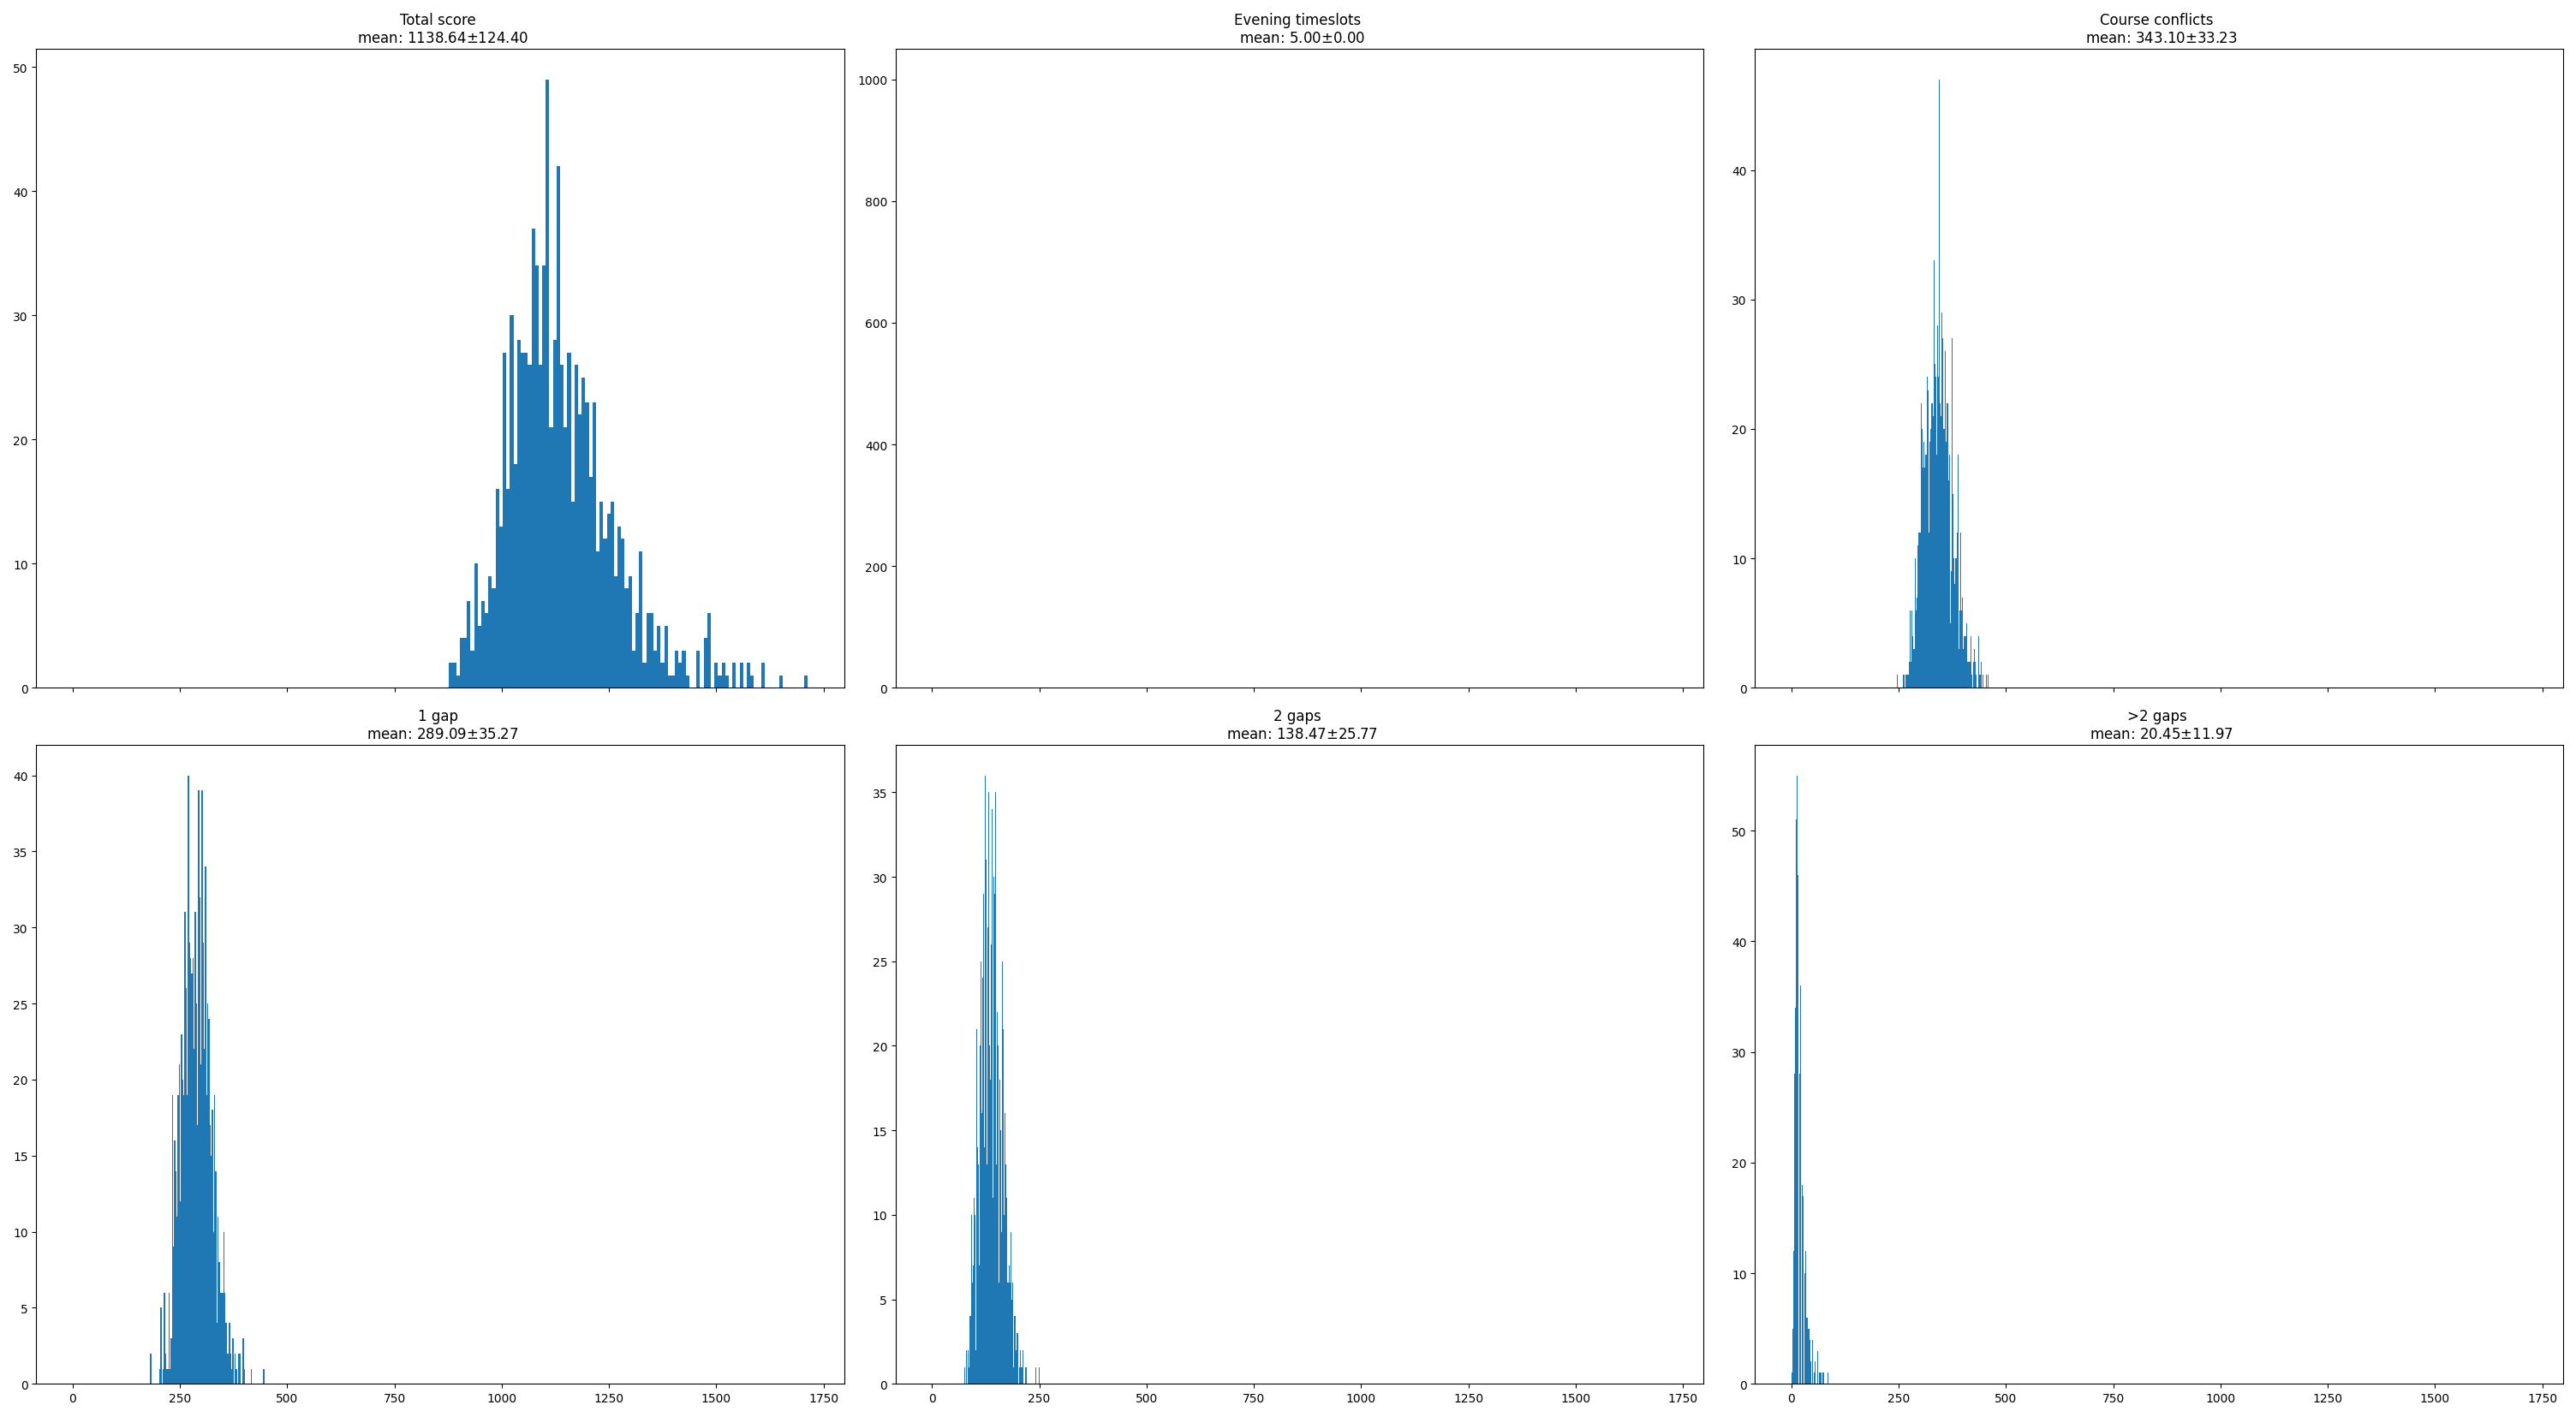 Total score
mean: 1138.64±124.40
Evening timeslots
mean: 5.00±0.00
Course conflicts
mean: 343.10±33.23
50
40
30
20
10
0
1000
800
600
400
200
0
40
30
20
10
0
1 gap
mean: 289.09±35.27
2 gaps
mean: 138.47±25.77
>2 gaps
mean: 20.45±11.97
40
35
30
25
20
15
10
5
0
0 250 500 750 1000 1250 1500 1750
35
30
25
20
15
10
5
0
0 250 500 750 1000 1250 1500 1750
50
40
30
20
10
0
0 250 500 750 1000 1250 1500 1750